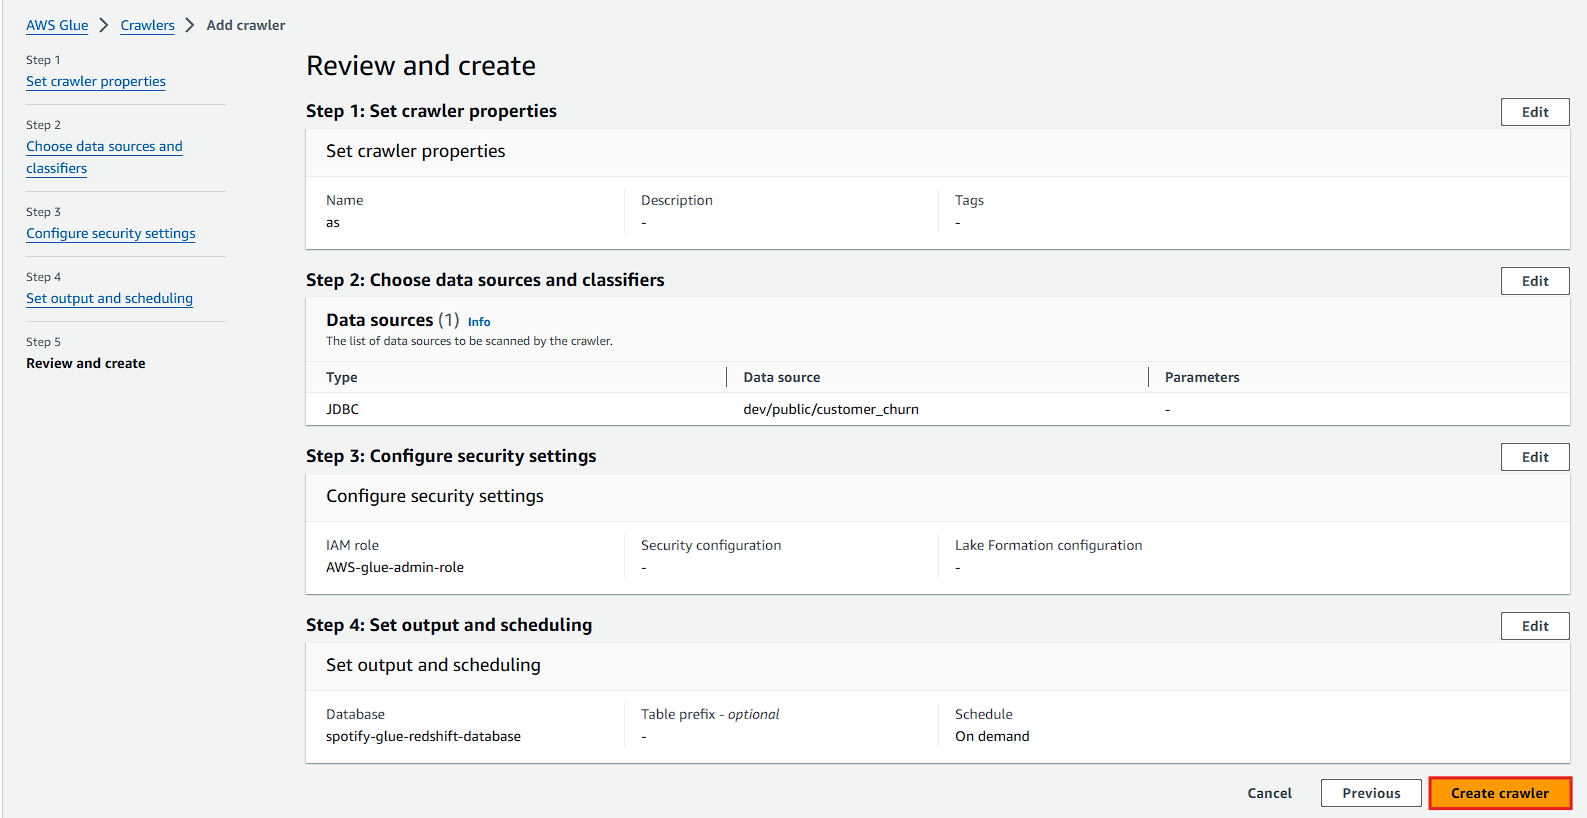 AWS Glue > Crawlers > Add crawler
Step 1
Set crawler properties
Step 2
Choose data sources and
classifiers
Step 3
Configure security settings
Step 4
Set output and scheduling
Step 5
Review and create
Review and create
Step 1: Set crawler properties
Edit
Set crawler properties
Name Description Tags
as - -
Step 2: Choose data sources and classifiers
Edit
Data sources (1) Info
The list of data sources to be scanned by the crawler.
Type Data source Parameters
JDBC dev/public/customer_churn -
Step 3: Configure security settings
Edit
Configure security settings
IAM role Security configuration Lake Formation configuration
AWS-glue-admin-role - -
Step 4: Set output and scheduling
Edit
Set output and scheduling
Database Table prefix - optional Schedule
spotify-glue-redshift-database - On demand
Cancel Previous Create crawler